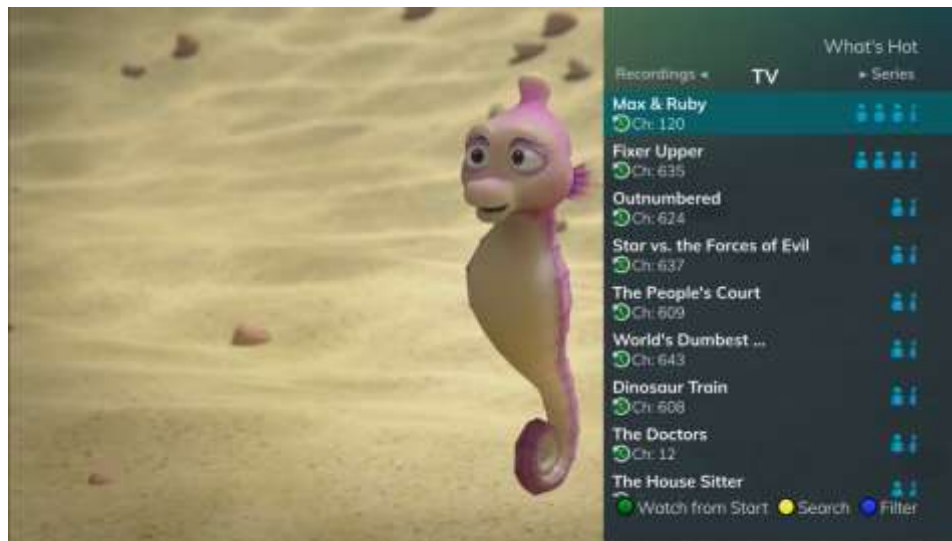 What's Hot
Recordings ◂ TV ▸ Series
Max & Ruby
Ch: 120
Fixer Upper
Ch: 635
Outnumbered
Ch: 624
Star vs. the Forces of Evil
Ch: 637
The People's Court
Ch: 609
World's Dumbest ...
Ch: 643
Dinosaur Train
Ch: 608
The Doctors
Ch: 12
The House Sitter
Watch from Start Search Filter